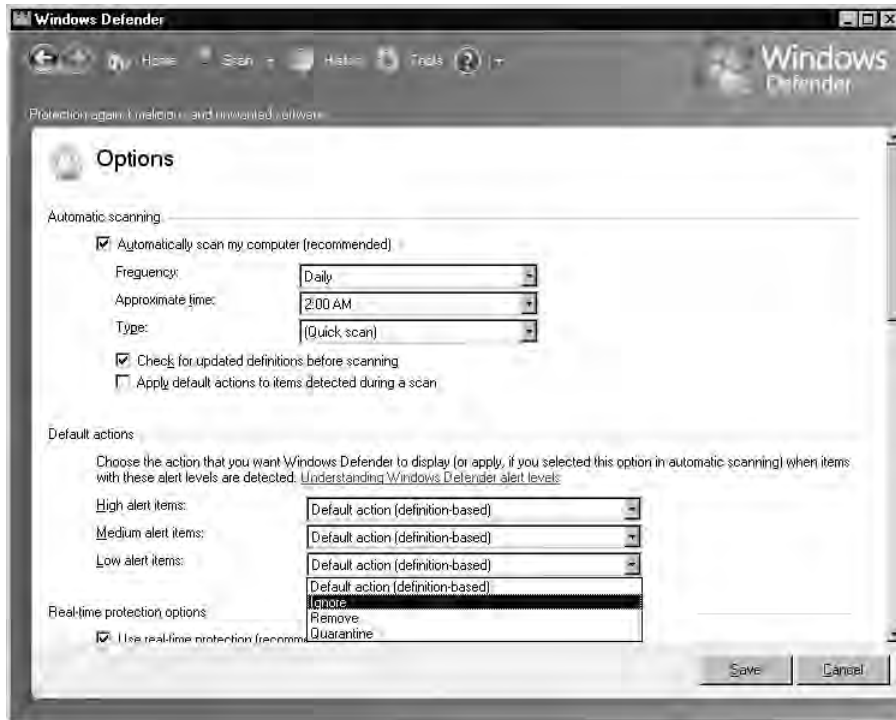 Windows Defender
Home Scan History Tools
Windows Defender
Protection against malicious and unwanted software
Options
Automatic scanning
Automatically scan my computer (recommended)
Frequency: Daily
Approximate time: 2:00 AM
Type: (Quick scan)
Check for updated definitions before scanning
Apply default actions to items detected during a scan
Default actions
Choose the action that you want Windows Defender to display (or apply, if you selected this option in automatic scanning) when items
with these alert levels are detected. Understanding Windows Defender alert levels
High alert items: Default action (definition-based)
Medium alert items: Default action (definition-based)
Low alert items: Default action (definition-based)
Default action (definition-based)
Ignore
Remove
Real-time protection options
Quarantine
Use real-time protection (recomm
Save Cancel